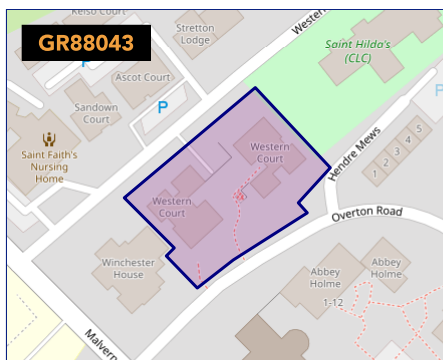 GR88043
Kelso Court
Stretton
Lodge
Western
Saint Hilda's
(CLC)
Ascot Court
P
P
Sandown
Court
P
Saint Faith's
Nursing
Home
Western
Court
Hendre Mews
1 2 3 4 5
Western
Court
Overton Road
Winchester
House
Abbey
Holme
Abbey
Holme
1-12
Malvern